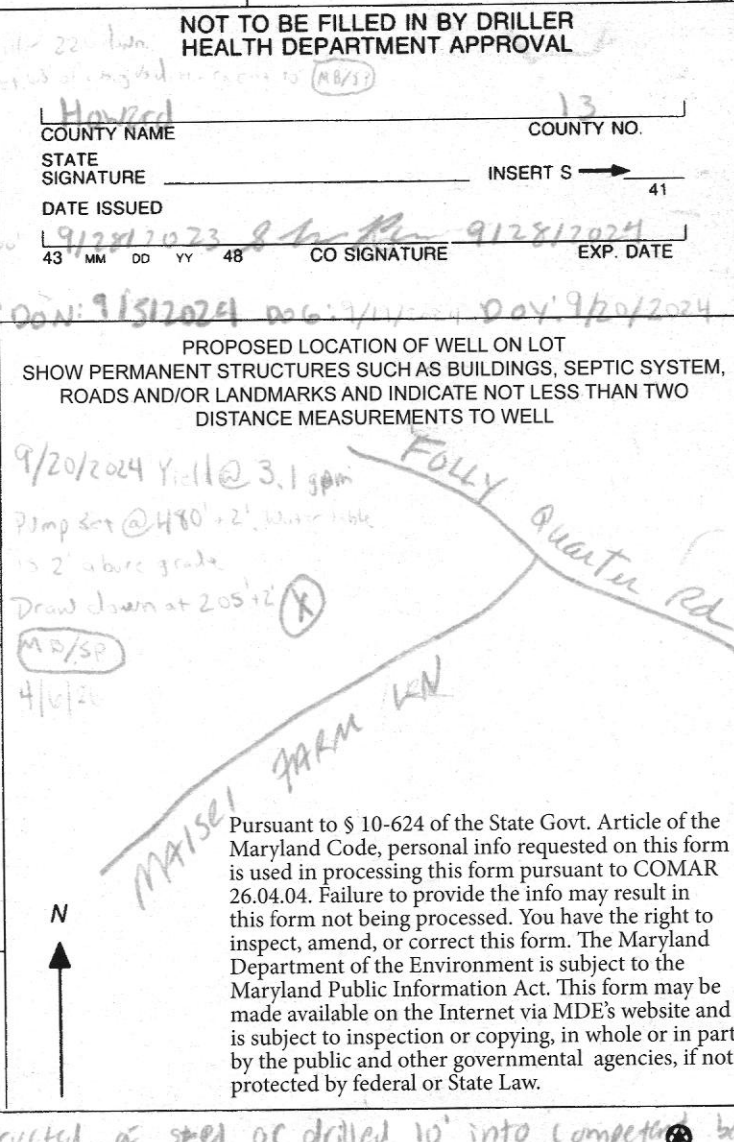 NOT TO BE FILLED IN BY DRILLER
HEALTH DEPARTMENT APPROVAL
22
MB/SP
Howard 13
COUNTY NAME COUNTY NO.
STATE
SIGNATURE INSERT S
41
DATE ISSUED
9/28/2023 9/28/2024
43 MM DD YY 48 CO SIGNATURE EXP. DATE
DON: 9/5/2024 DOG: DOY: 9/20/2024
PROPOSED LOCATION OF WELL ON LOT
SHOW PERMANENT STRUCTURES SUCH AS BUILDINGS, SEPTIC SYSTEM,
ROADS AND/OR LANDMARKS AND INDICATE NOT LESS THAN TWO
DISTANCE MEASUREMENTS TO WELL
FOLLY Quarter Rd
9/20/2024 Yield @ 3.1 gpm
Pump set @ 480' + 2'. Water table
is 2' above grade
Draw down at 205' + 2' X
MB/SP
MAISEL FARM LN
Pursuant to § 10-624 of the State Govt. Article of the
Maryland Code, personal info requested on this form
is used in processing this form pursuant to COMAR
26.04.04. Failure to provide the info may result in
this form not being processed. You have the right to
inspect, amend, or correct this form. The Maryland
Department of the Environment is subject to the
Maryland Public Information Act. This form may be
made available on the Internet via MDE's website and
is subject to inspection or copying, in whole or in part
by the public and other governmental agencies, if not
protected by federal or State Law.
N
or drilled 10' into